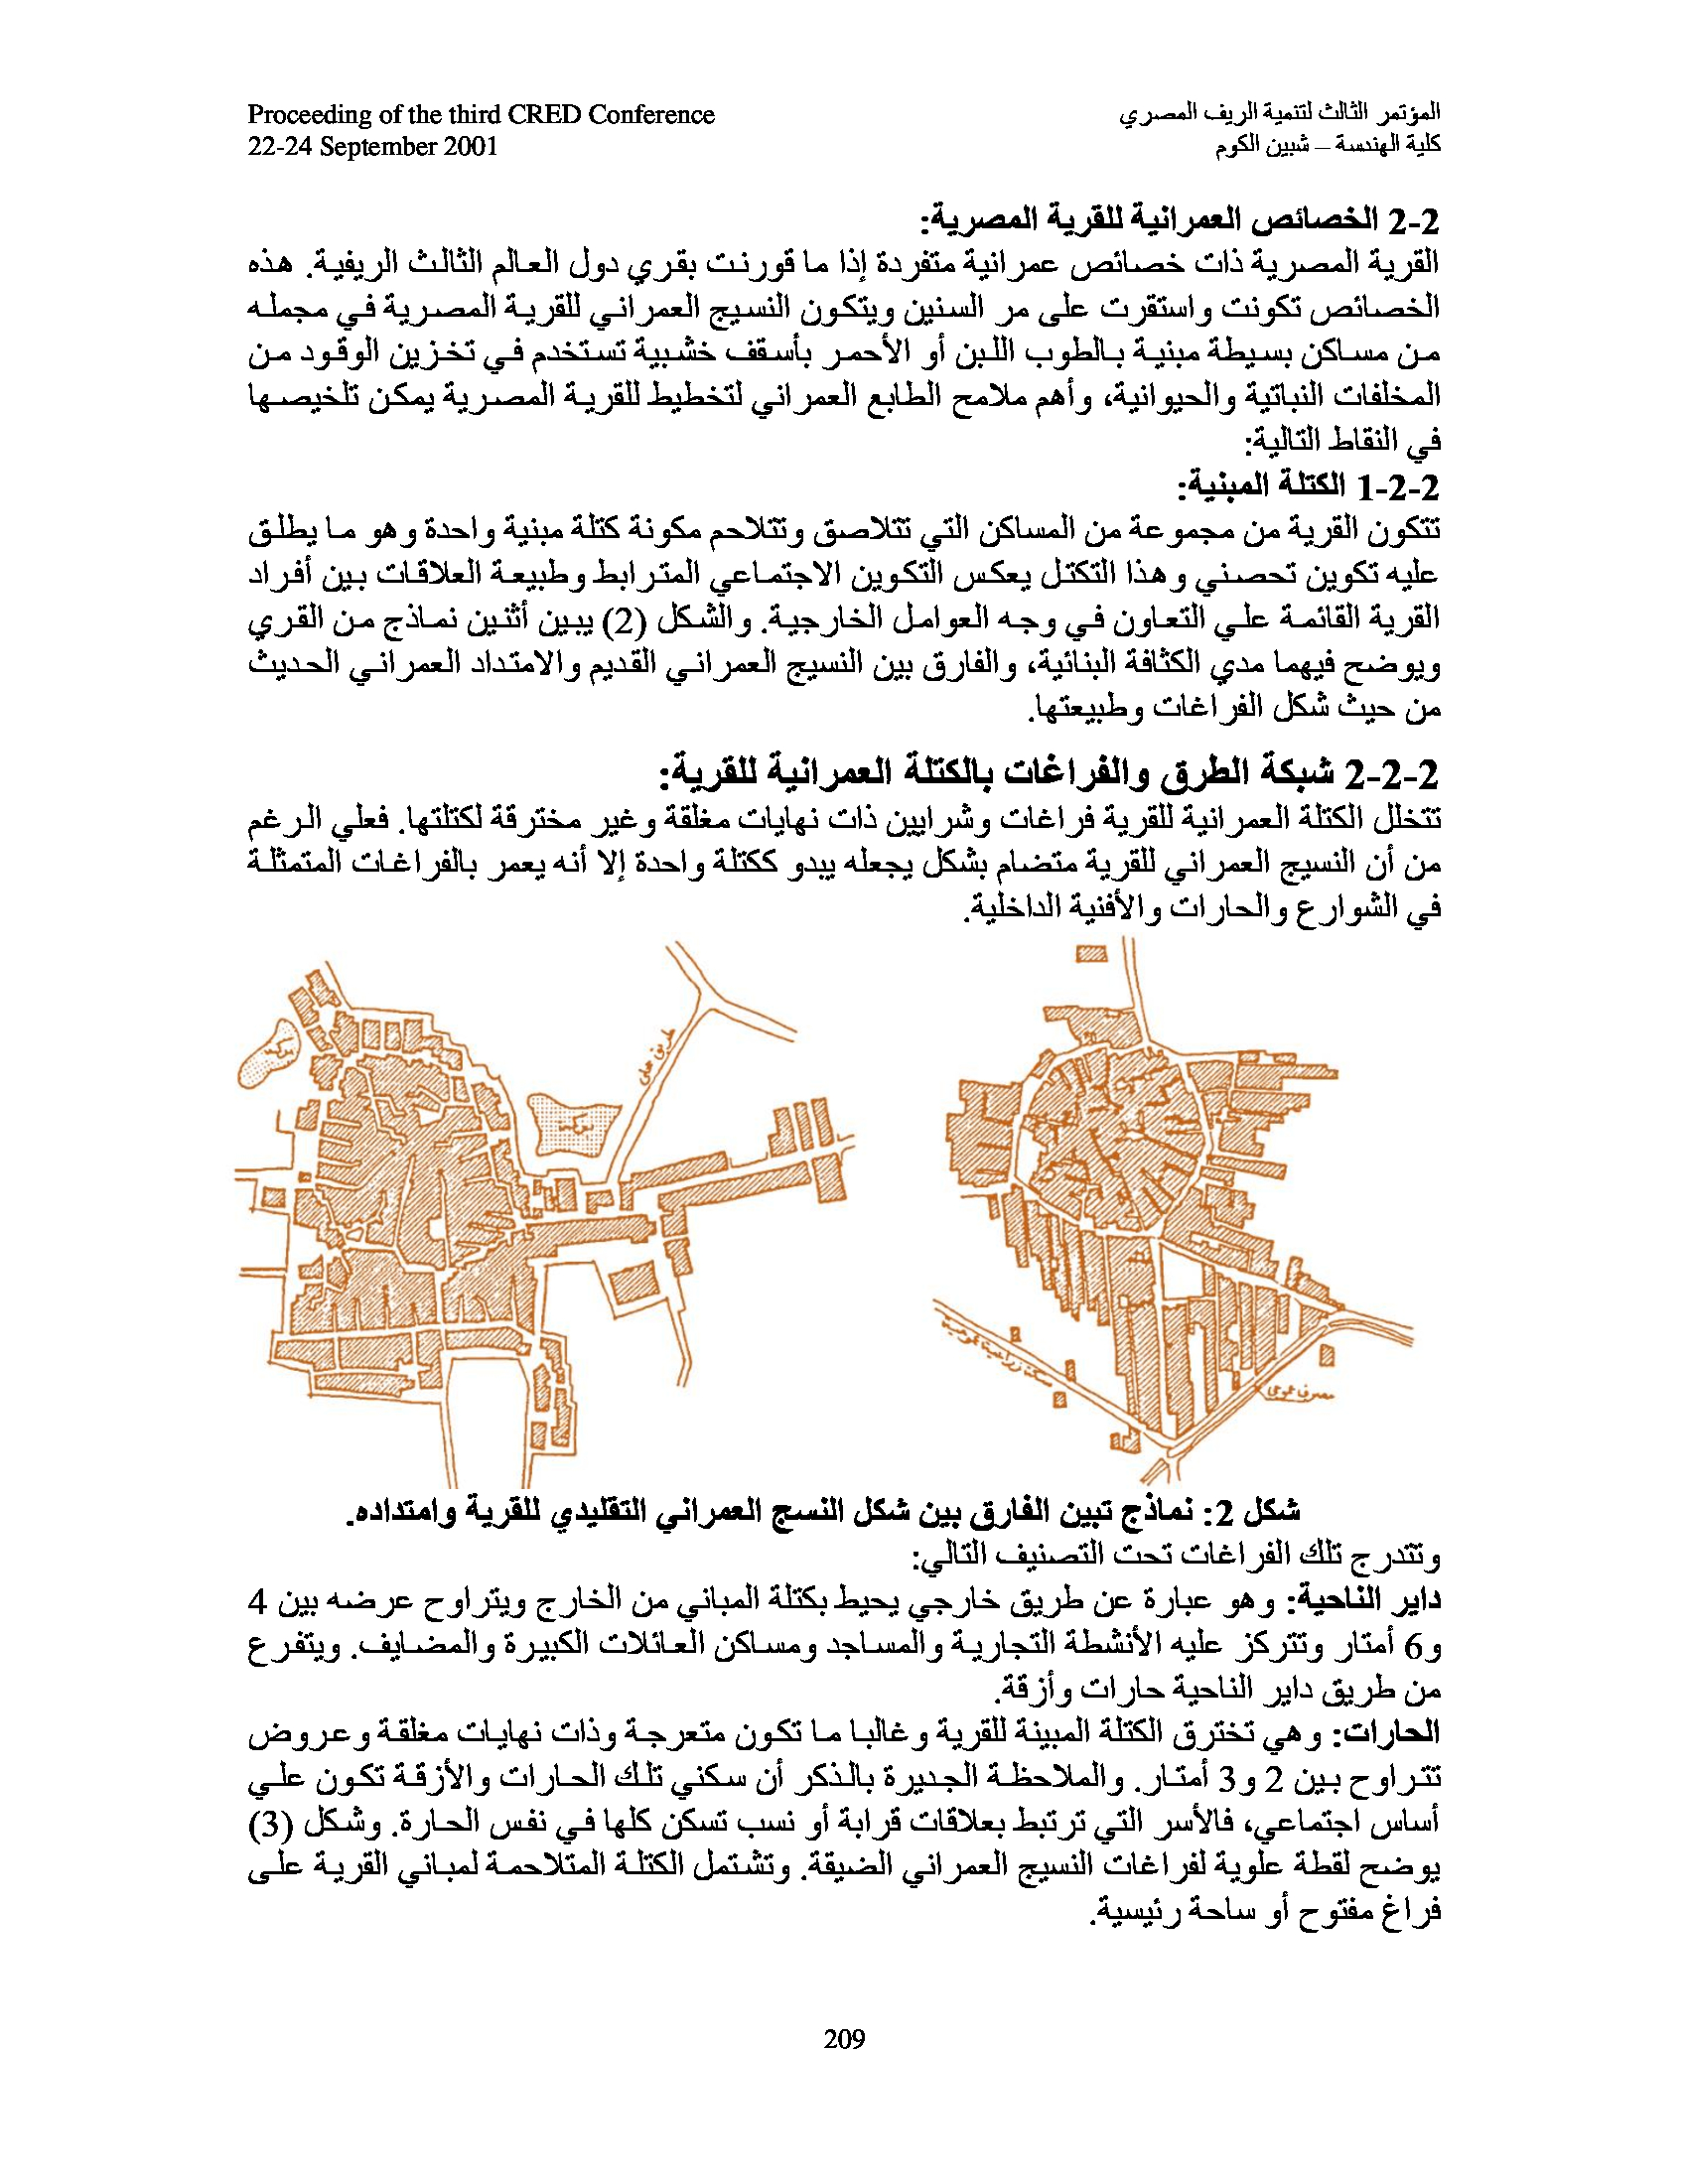 Proceeding of the third CRED Conference
المؤتمر الثالث لتنمية الريف المصري
22-24 September 2001
كلية الهندسة – شبين الكوم
2-2 الخصائص العمرانية للقرية المصرية:
القرية المصرية ذات خصائص عمرانية متفردة إذا ما قورنت بقري دول العالم الثالث الريفية. هذه
الخصائص تكونت واستقرت على مر السنين ويتكون النسيج العمراني للقرية المصرية في مجمله
من مساكن بسيطة مبنية بالطوب اللبن أو الأحمر بأسقف خشبية تستخدم في تخزين الوقود من
المخلفات النباتية والحيوانية، وأهم ملامح الطابع العمراني لتخطيط للقرية المصرية يمكن تلخيصها
في النقاط التالية:
1-2-2 الكتلة المبنية:
تتكون القرية من مجموعة من المساكن التي تتلاصق وتتلاحم مكونة كتلة مبنية واحدة وهو ما يطلق
عليه تكوين تحصني وهذا التكتل يعكس التكوين الاجتماعي المترابط وطبيعة العلاقات بين أفراد
القرية القائمة علي التعاون في وجه العوامل الخارجية. والشكل (2) يبين أثنين نماذج من القري
ويوضح فيهما مدي الكثافة البنائية، والفارق بين النسيج العمراني القديم والامتداد العمراني الحديث
من حيث شكل الفراغات وطبيعتها.
2-2-2 شبكة الطرق والفراغات بالكتلة العمرانية للقرية:
تتخلل الكتلة العمرانية للقرية فراغات وشرايين ذات نهايات مغلقة وغير مخترقة لكتلتها. فعلي الرغم
من أن النسيج العمراني للقرية متضام بشكل يجعله يبدو ككتلة واحدة إلا أنه يعمر بالفراغات المتمثلة
في الشوارع والحارات والأفنية الداخلية.
بركة
طريق محلى
بركة
سكة زراعية عمومية
مصرف عمومى
شكل 2: نماذج تبين الفارق بين شكل النسج العمراني التقليدي للقرية وامتداده.
وتتدرج تلك الفراغات تحت التصنيف التالي:
داير الناحية: وهو عبارة عن طريق خارجي يحيط بكتلة المباني من الخارج ويتراوح عرضه بين 4
و6 أمتار وتتركز عليه الأنشطة التجارية والمساجد ومساكن العائلات الكبيرة والمضايف. ويتفرع
من طريق داير الناحية حارات وأزقة.
الحارات: وهي تخترق الكتلة المبينة للقرية وغالبا ما تكون متعرجة وذات نهايات مغلقة وعروض
تتراوح بين 2 و3 أمتار. والملاحظة الجديرة بالذكر أن سكني تلك الحارات والأزقة تكون علي
أساس اجتماعي، فالأسر التي ترتبط بعلاقات قرابة أو نسب تسكن كلها في نفس الحارة. وشكل (3)
يوضح لقطة علوية لفراغات النسيج العمراني الضيقة. وتشتمل الكتلة المتلاحمة لمباني القرية على
فراغ مفتوح أو ساحة رئيسية.
209